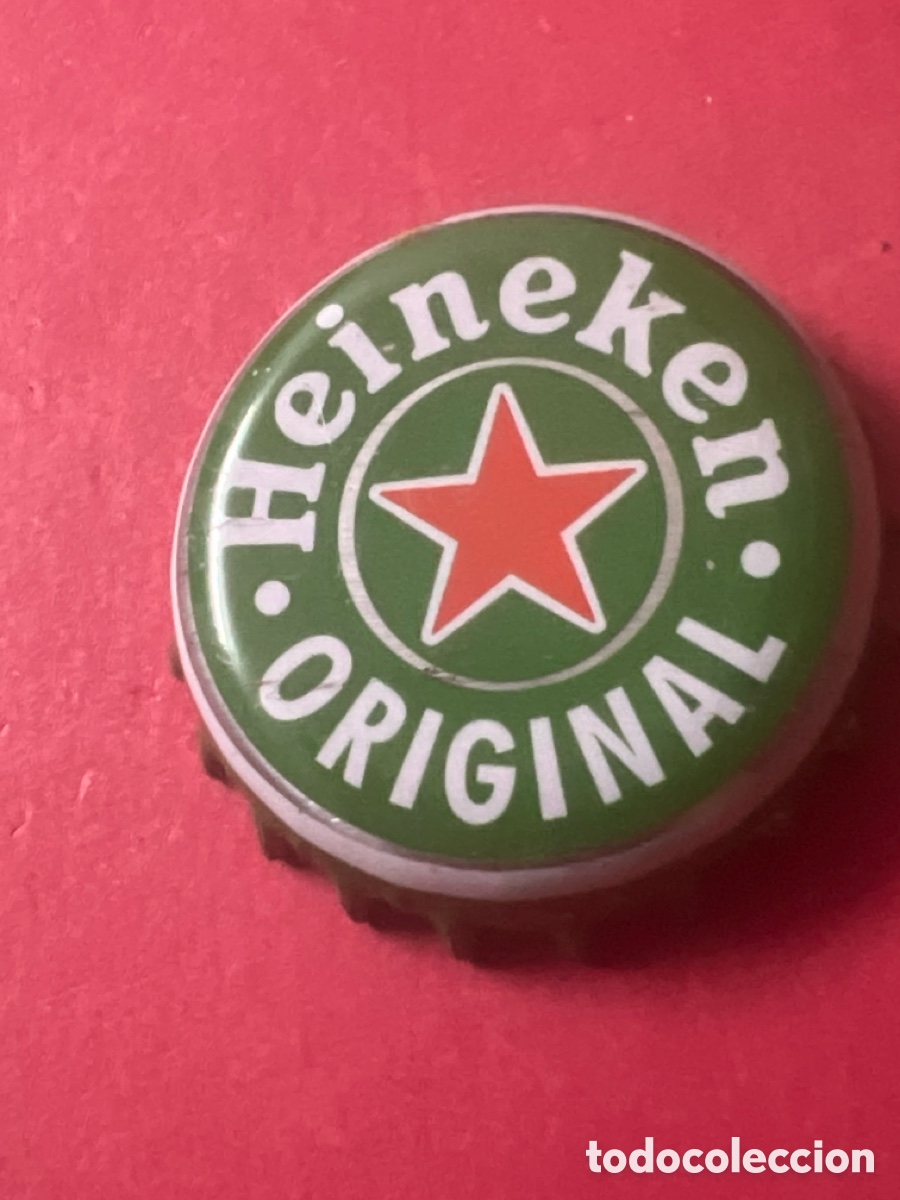 Heineken
• ORIGINAL •
todocoleccion